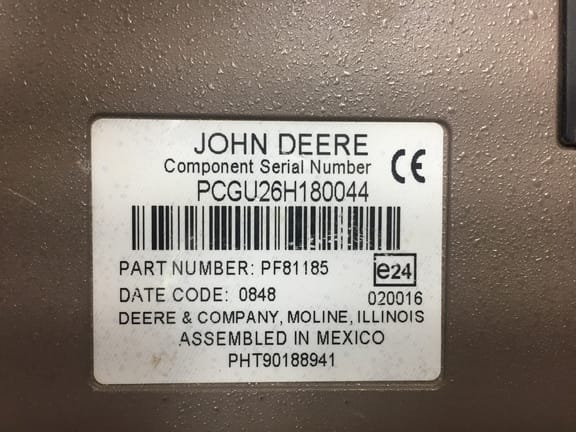 JOHN DEERE
Component Serial Number
CE
PCGU26H180044
PART NUMBER: PF81185
e24
DATE CODE: 0848
020016
DEERE & COMPANY, MOLINE, ILLINOIS
ASSEMBLED IN MEXICO
PHT90188941